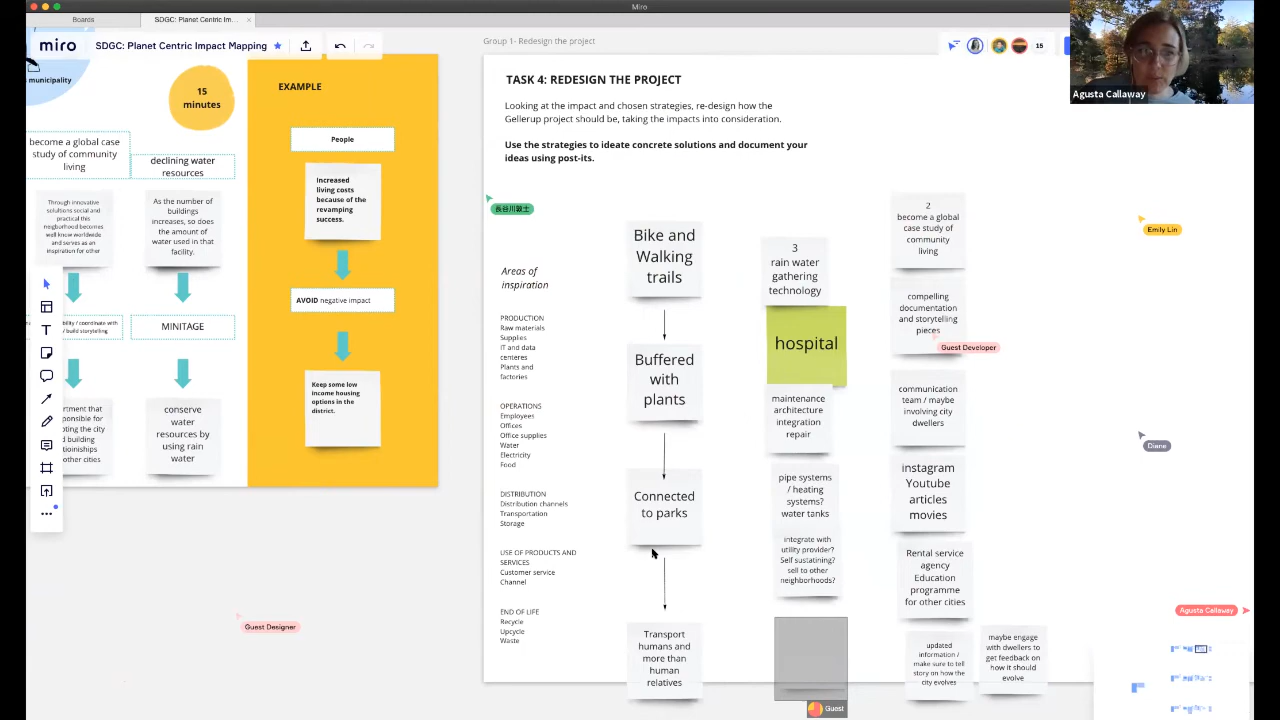 Miro
Boards
SDGC: Planet Centric Im...
miro
SDGC: Planet Centric Impact Mapping
15
Agusta Callaway
municipality
15
minutes
become a global case
study of community
living
declining water
resources
Through innovative
solutions social and
practical this
neigborhood becomes
well know worldwide
and serves as an
inspiration for other
As the number of
buildings
increases, so does
the amount of
water used in that
facility.
bility / coordinate with
/ build storytelling
MINITAGE
conserve
water
resources by
using rain
water
EXAMPLE
People
Increased
living costs
because of the
revamping
success.
AVOID negative impact
Keep some low
income housing
options in the
district.
Guest Designer
Group 1- Redesign the project
TASK 4: REDESIGN THE PROJECT
Looking at the impact and chosen strategies, re-design how the
Gellerup project should be, taking the impacts into consideration.
Use the strategies to ideate concrete solutions and document your
ideas using post-its.
長谷川敦士
Areas of
inspiration
PRODUCTION
Raw materials
Supplies
IT and data
centeres
Plants and
factories
OPERATIONS
Employees
Offices
Office supplies
Water
Electricity
Food
DISTRIBUTION
Distribution channels
Transportation
Storage
USE OF PRODUCTS AND
SERVICES
Customer service
Channel
END OF LIFE
Recycle
Upcycle
Waste
Bike and
Walking
trails
Buffered
with
plants
Connected
to parks
Transport
humans and
more than
human
relatives
3
rain water
gathering
technology
hospital
maintenance
architecture
integration
repair
pipe systems
/ heating
systems?
water tanks
integrate with
utility provider?
Self sustatining?
sell to other
neighborhoods?
Guest
2
become a global
case study of
community
living
compelling
documentation
and storytelling
pieces
Guest Developer
communication
team / maybe
involving city
dwellers
instagram
Youtube
articles
movies
Rental service
agency
Education
programme
for other cities
updated
information /
make sure to tell
story on how the
city evolves
maybe engage
with dwellers to
get feedback on
how it should
evolve
Emily Lin
Diane
Agusta Callaway